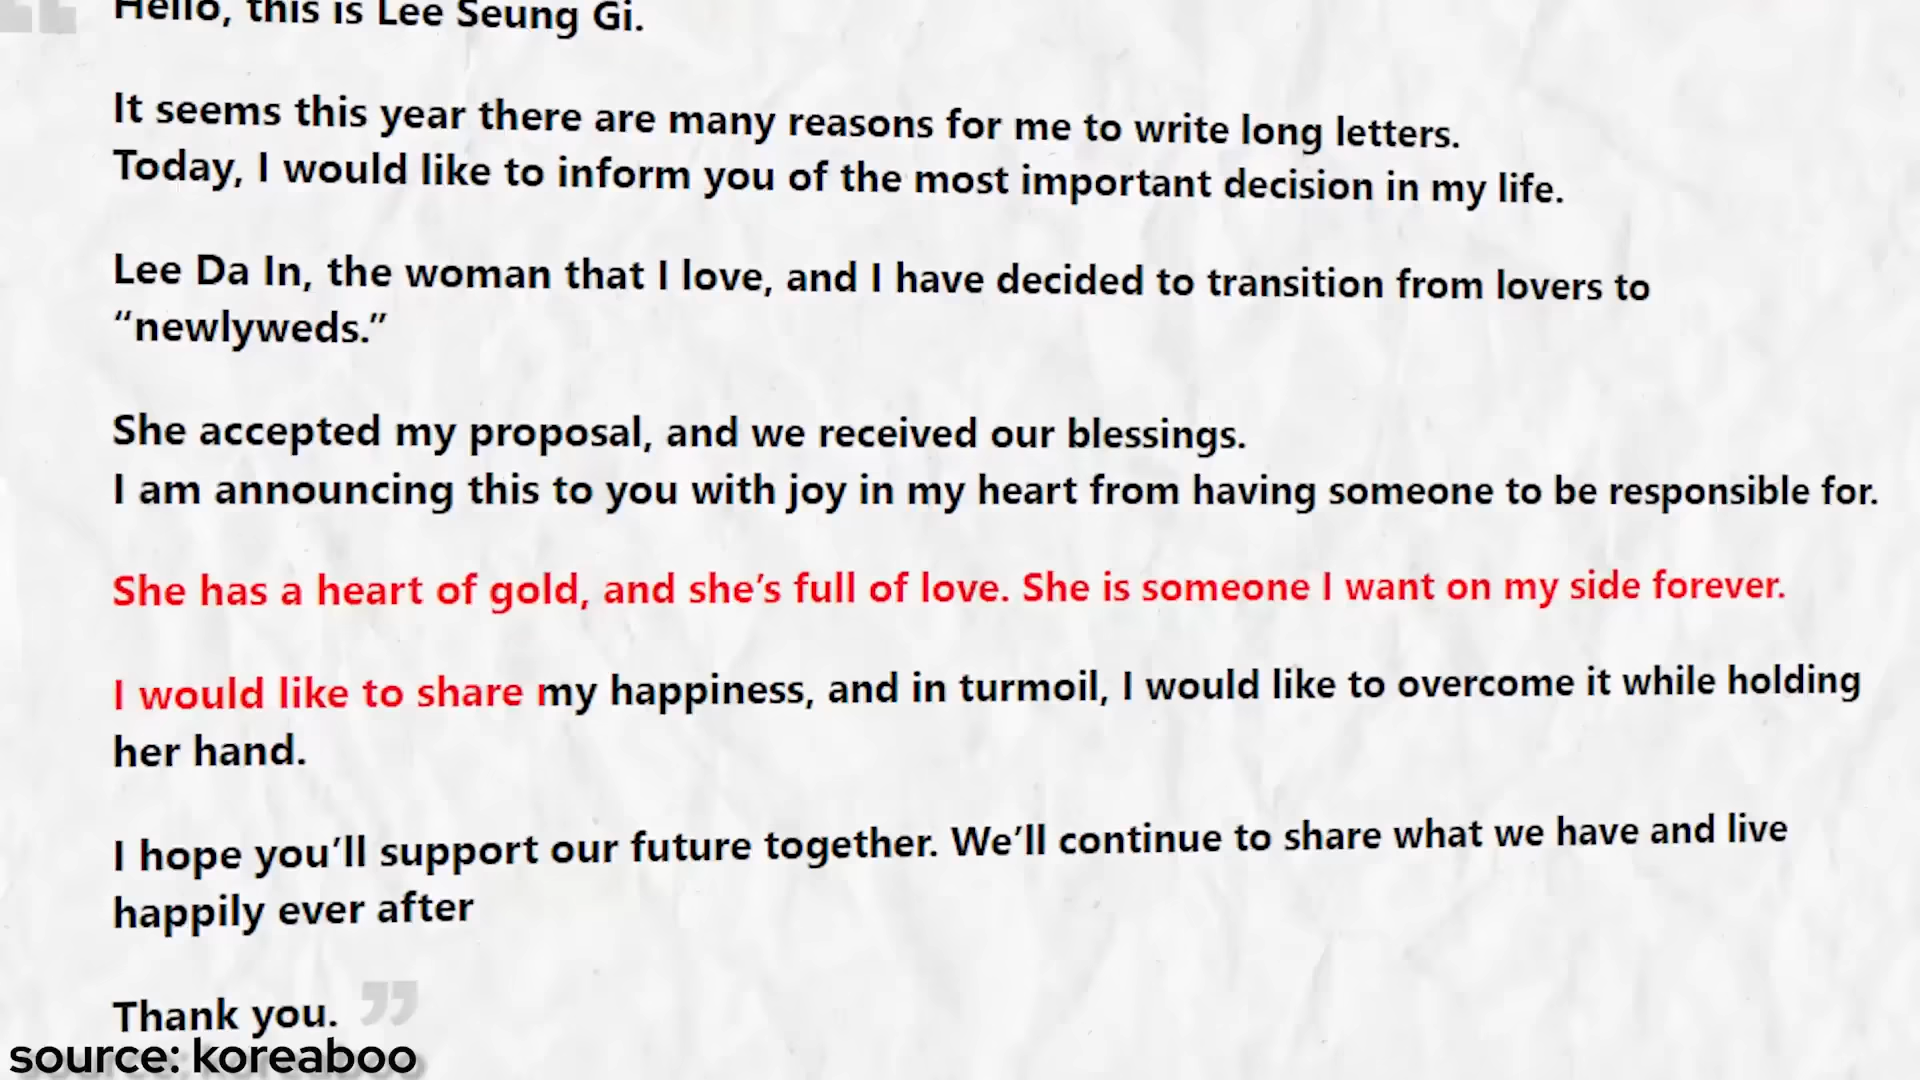 Hello, this is Lee Seung Gi.
It seems this year there are many reasons for me to write long letters.
Today, I would like to inform you of the most important decision in my life.
Lee Da In, the woman that I love, and I have decided to transition from lovers to
“newlyweds.”
She accepted my proposal, and we received our blessings.
I am announcing this to you with joy in my heart from having someone to be responsible for.
She has a heart of gold, and she’s full of love. She is someone I want on my side forever.
I would like to share my happiness, and in turmoil, I would like to overcome it while holding
her hand.
I hope you’ll support our future together. We’ll continue to share what we have and live
happily ever after
Thank you. ”
source: koreaboo